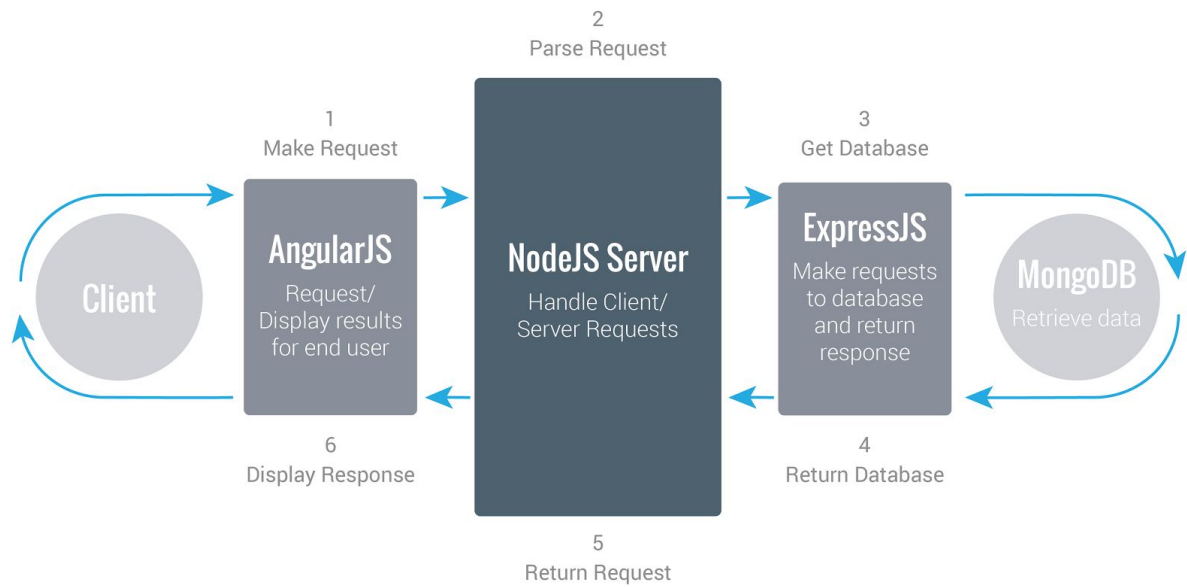 2
Parse Request
1
Make Request
3
Get Database
Client
AngularJS
Request/
Display results
for end user
NodeJS Server
Handle Client/
Server Requests
ExpressJS
Make requests
to database
and return
response
MongoDB
Retrieve data
6
Display Response
4
Return Database
5
Return Request